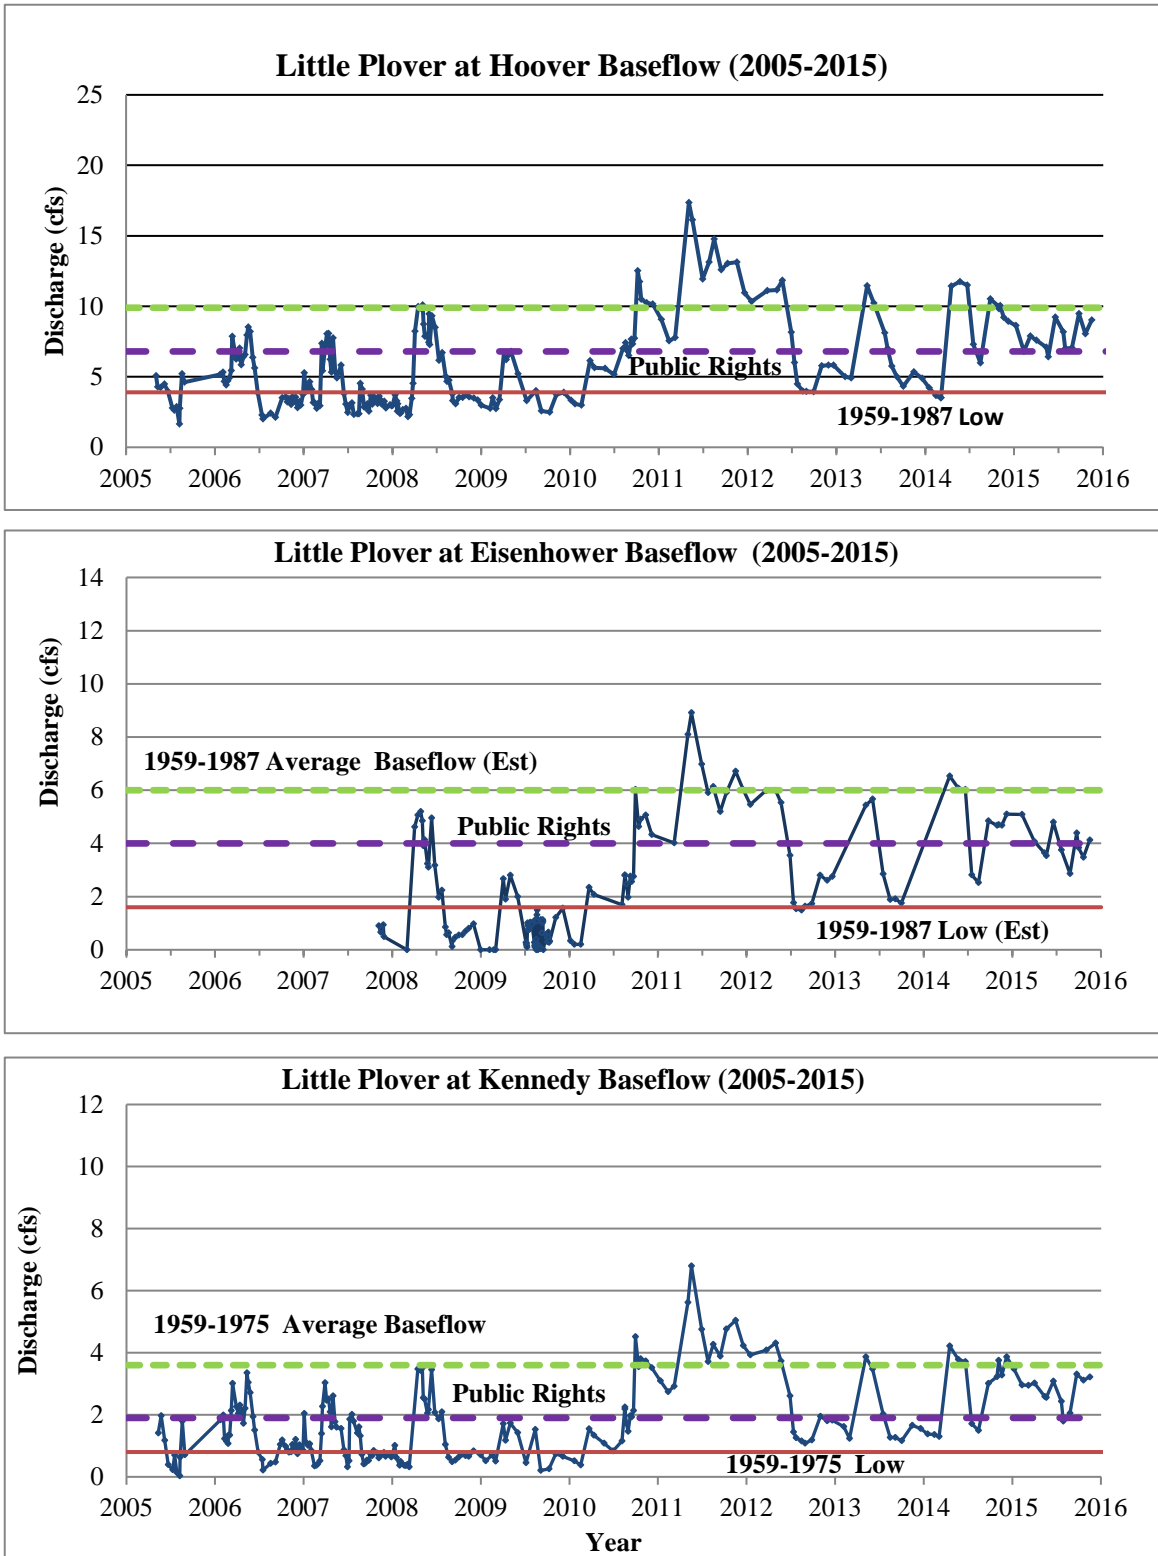 Little Plover at Hoover Baseflow (2005-2015)
25
20
15
10
5
0
Discharge (cfs)
Public Rights
1959-1987 Low
2005 2006 2007 2008 2009 2010 2011 2012 2013 2014 2015 2016
Little Plover at Eisenhower Baseflow (2005-2015)
14
12
10
8
6
4
2
0
Discharge (cfs)
1959-1987 Average Baseflow (Est)
Public Rights
1959-1987 Low (Est)
2005 2006 2007 2008 2009 2010 2011 2012 2013 2014 2015 2016
Little Plover at Kennedy Baseflow (2005-2015)
12
10
8
6
4
2
0
Discharge (cfs)
1959-1975 Average Baseflow
Public Rights
1959-1975 Low
2005 2006 2007 2008 2009 2010 2011 2012 2013 2014 2015 2016
Year